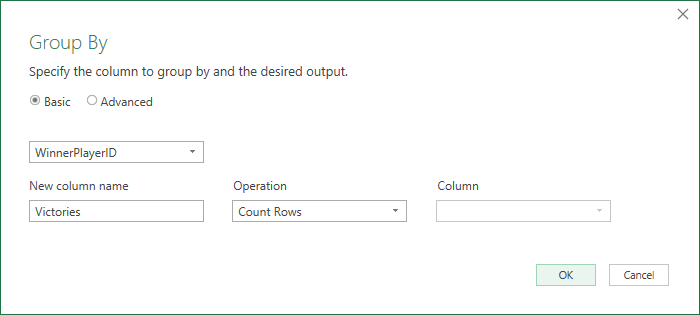 Group By
Specify the column to group by and the desired output.
Basic Advanced
WinnerPlayerID
New column name Operation Column
Victories Count Rows
OK Cancel